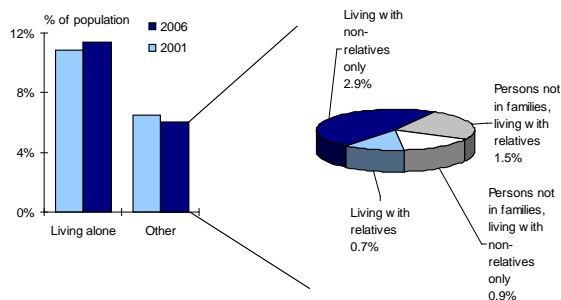 % of population
2006
2001
12%
8%
4%
0%
Living alone
Other
Living with
non-
relatives
only
2.9%
Persons not
in families,
living with
relatives
1.5%
Living with
relatives
0.7%
Persons not
in families,
living with
non-
relatives
only
0.9%